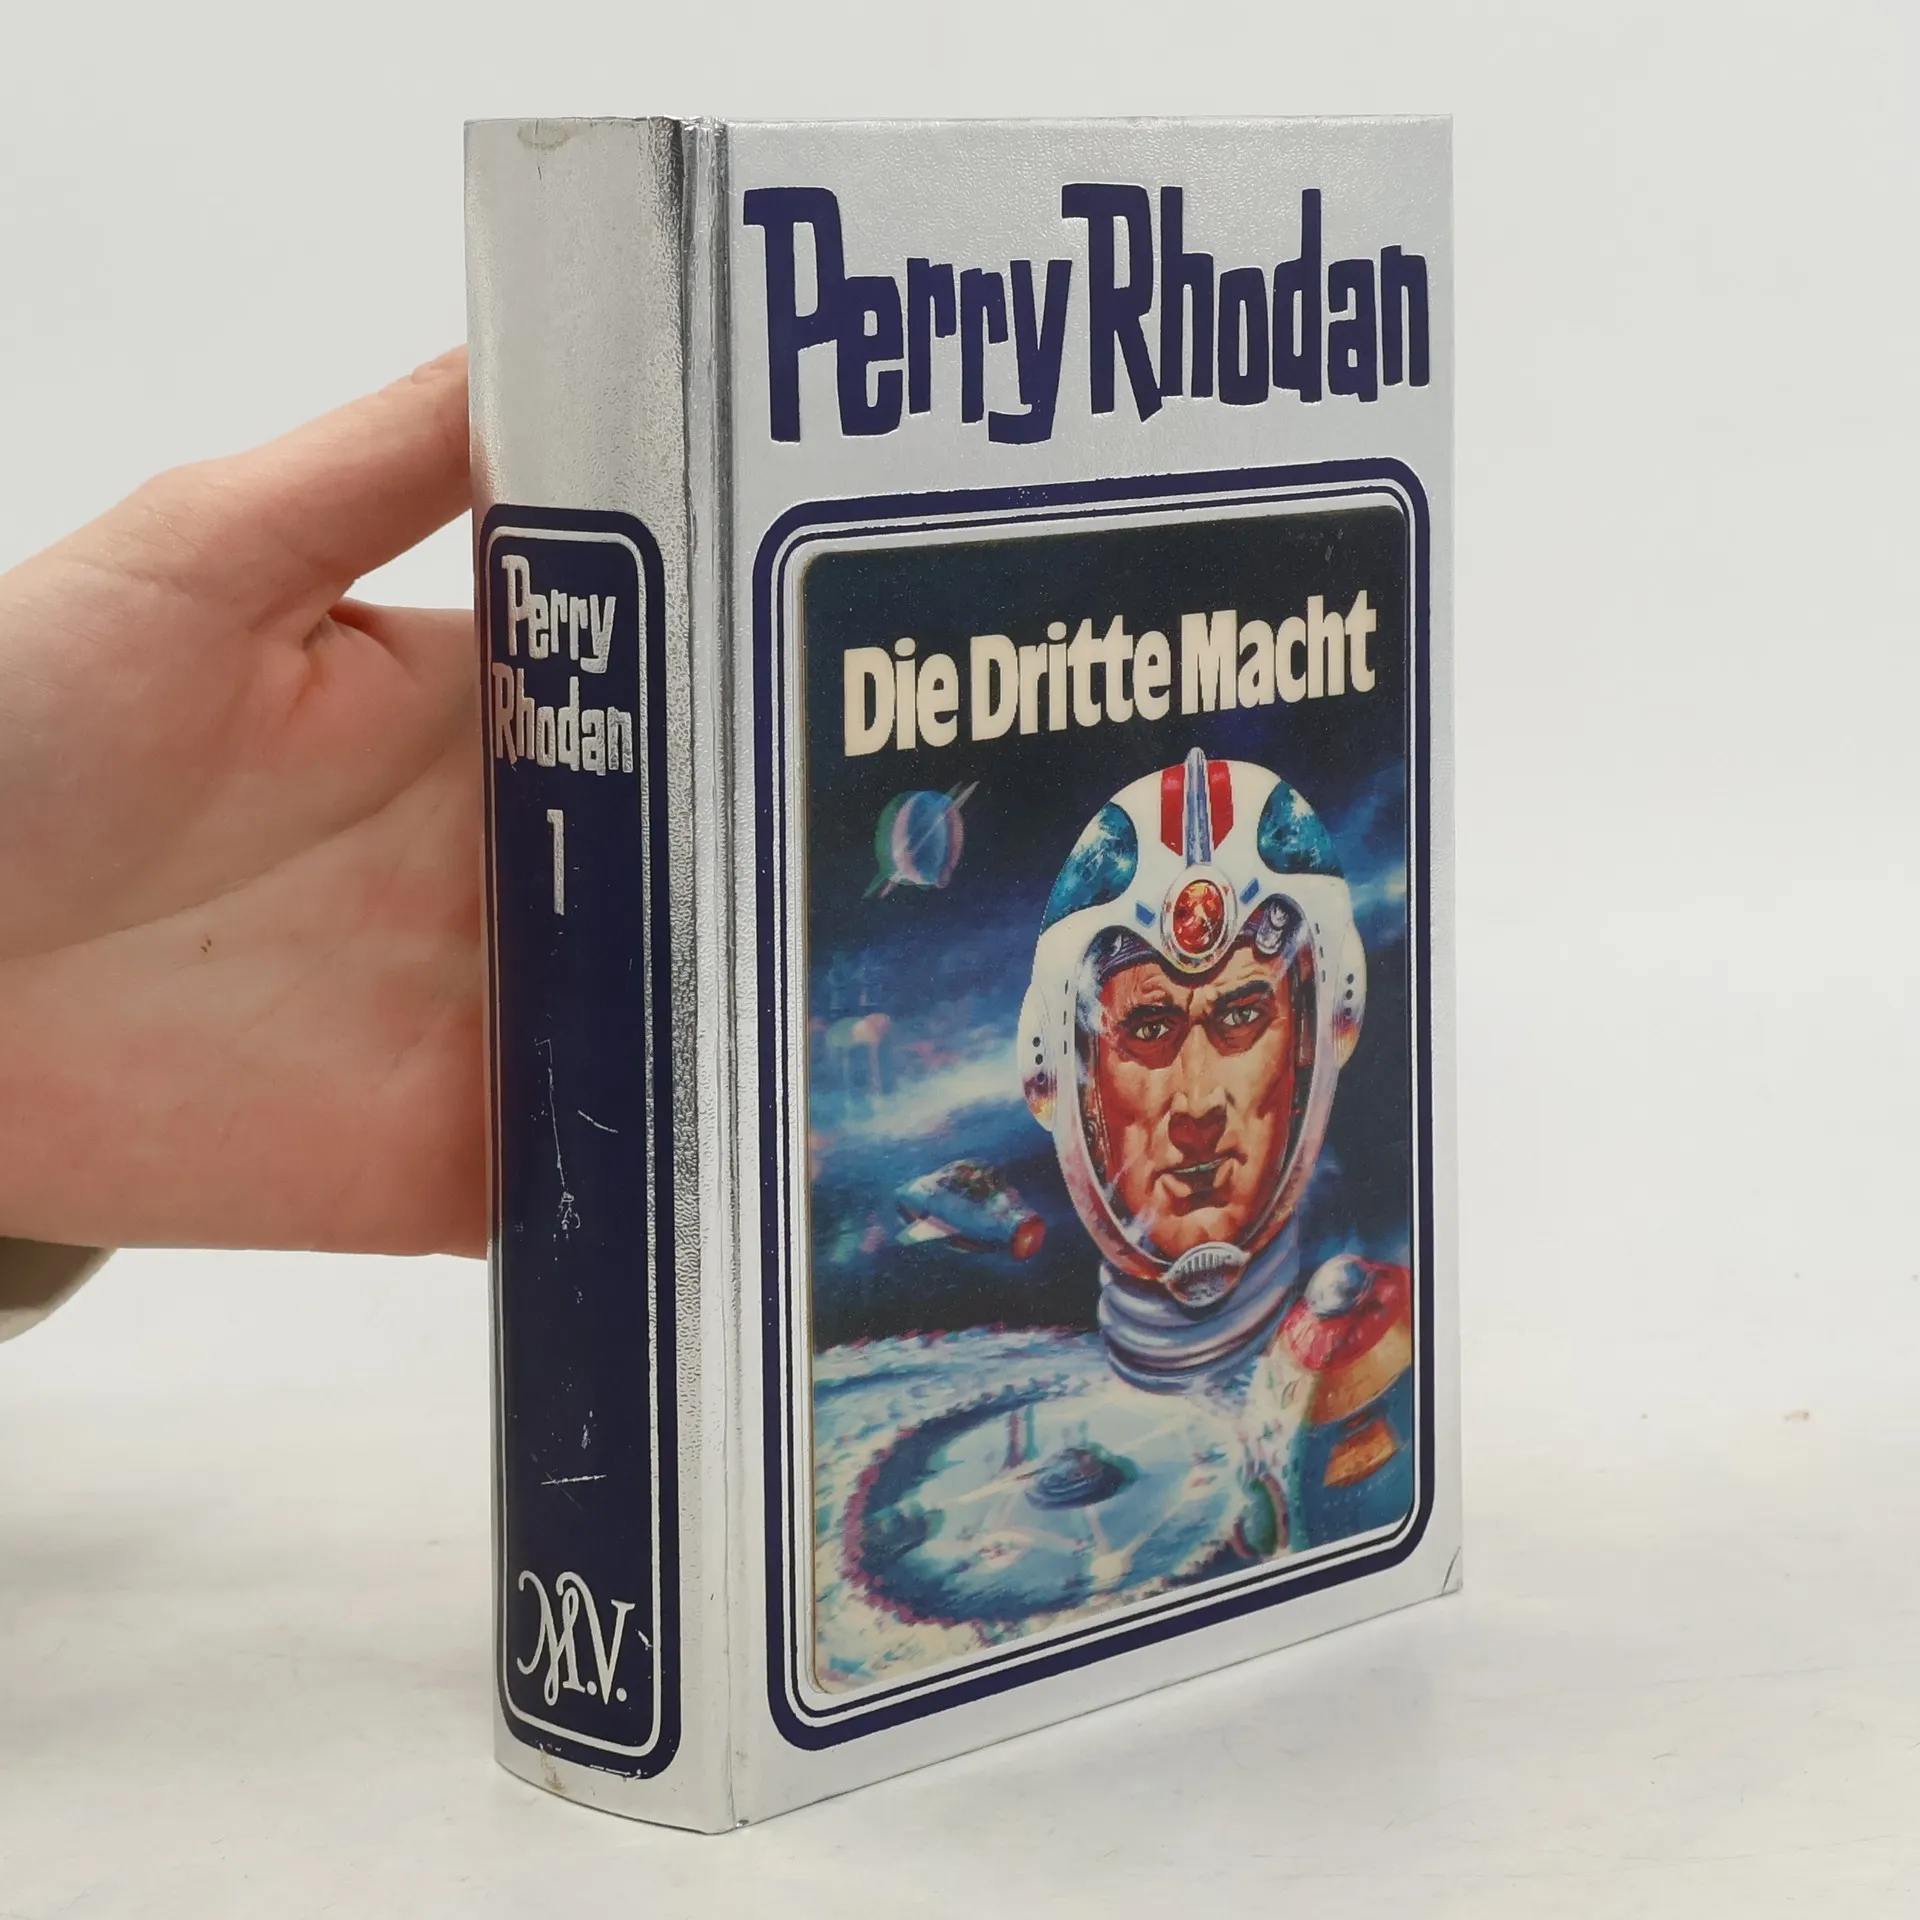 Perry Rhodan
Die Dritte Macht
Perry
Rhodan
1
M.V.